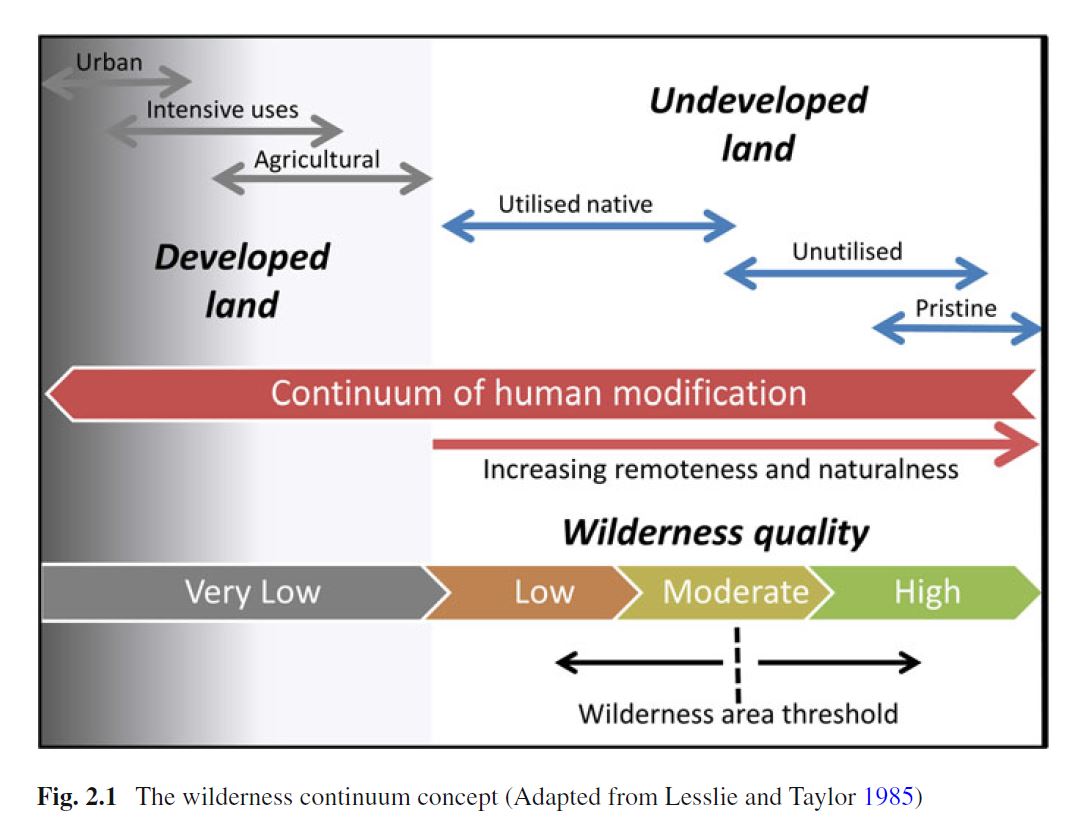 Urban
Intensive uses
Agricultural
Undeveloped
land
Utilised native
Unutilised
Pristine
Developed
land
Continuum of human modification
Increasing remoteness and naturalness
Wilderness quality
Very Low
Low
Moderate
High
Wilderness area threshold
Fig. 2.1 The wilderness continuum concept (Adapted from Lesslie and Taylor 1985)